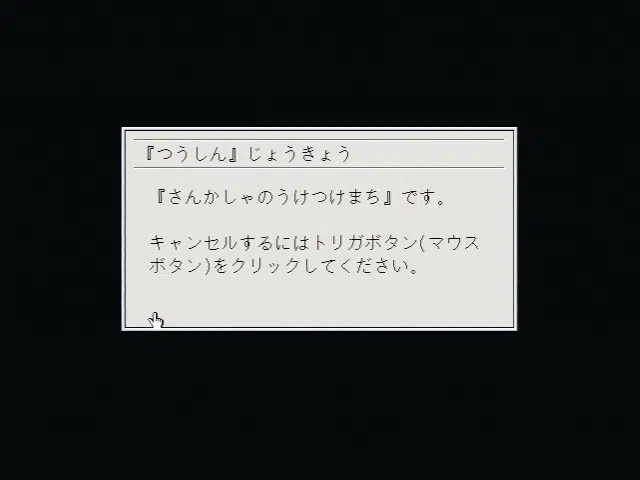 『つうしん』じょうきょう
『さんかしゃのうけつけまち』です。
キャンセルするにはトリガボタン(マウス
ボタン)をクリックしてください。